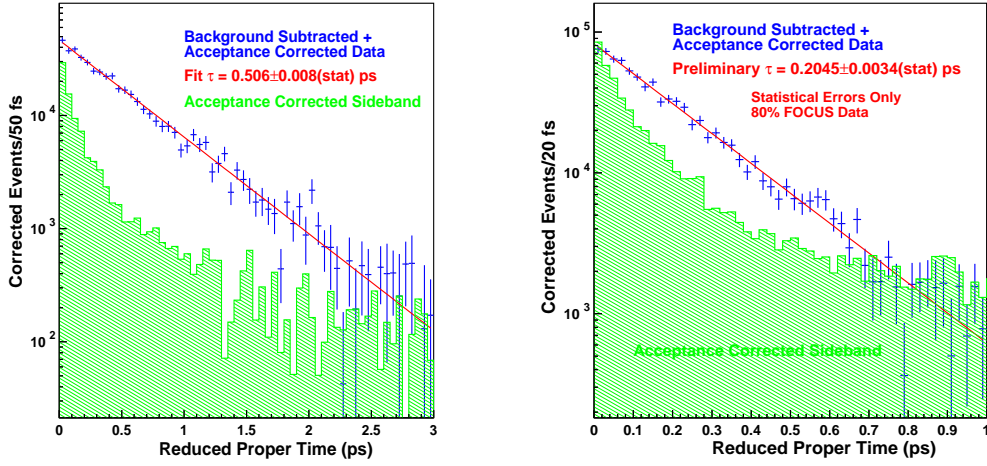 Background Subtracted +
Acceptance Corrected Data
Fit τ = 0.506±0.008(stat) ps
Acceptance Corrected Sideband
Corrected Events/50 fs
10^4
10^3
10^2
0 0.5 1 1.5 2 2.5 3
Reduced Proper Time (ps)
Background Subtracted +
Acceptance Corrected Data
Preliminary τ = 0.2045±0.0034(stat) ps
Statistical Errors Only
80% FOCUS Data
Corrected Events/20 fs
10^5
10^4
10^3
Acceptance Corrected Sideband
0 0.1 0.2 0.3 0.4 0.5 0.6 0.7 0.8 0.9 1
Reduced Proper Time (ps)